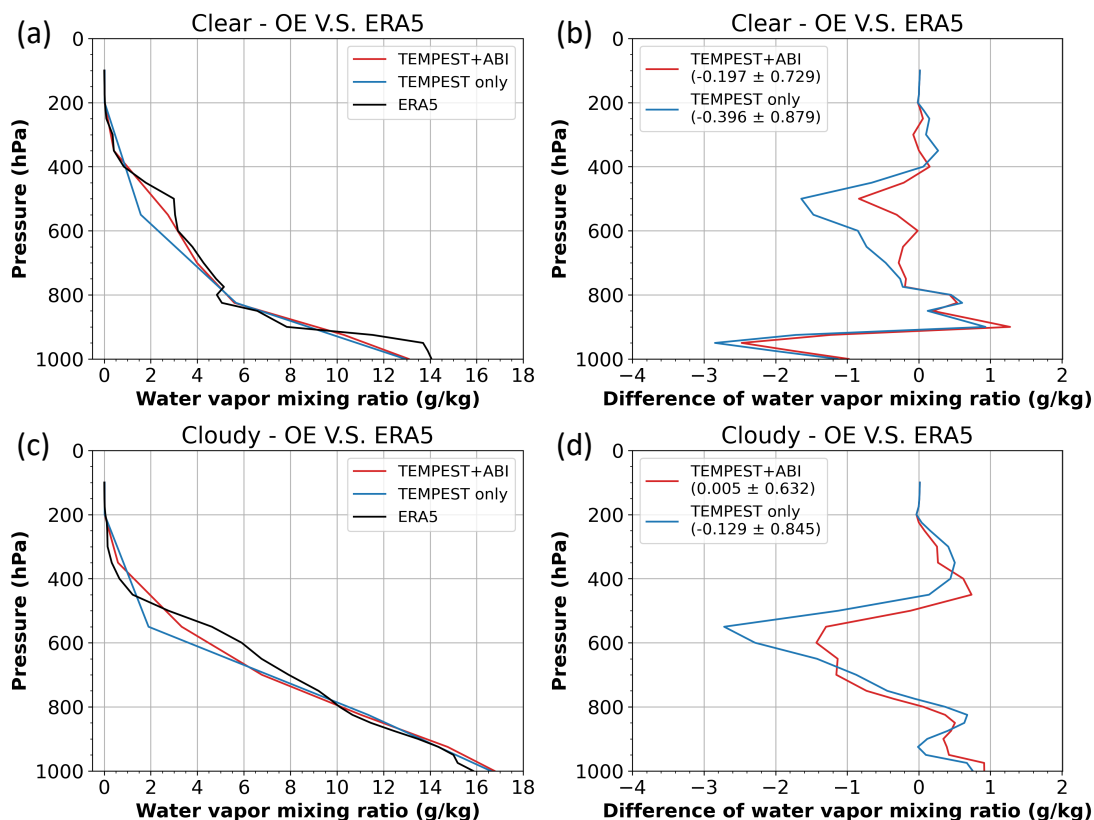 (a)
Clear - OE V.S. ERA5
0
200
400
600
800
1000
Pressure (hPa)
TEMPEST+ABI
TEMPEST only
ERA5
0 2 4 6 8 10 12 14 16 18
Water vapor mixing ratio (g/kg)
(b)
Clear - OE V.S. ERA5
0
200
400
600
800
1000
Pressure (hPa)
TEMPEST+ABI
(-0.197 ± 0.729)
TEMPEST only
(-0.396 ± 0.879)
−4 −3 −2 −1 0 1 2
Difference of water vapor mixing ratio (g/kg)
(c)
Cloudy - OE V.S. ERA5
0
200
400
600
800
1000
Pressure (hPa)
TEMPEST+ABI
TEMPEST only
ERA5
0 2 4 6 8 10 12 14 16 18
Water vapor mixing ratio (g/kg)
(d)
Cloudy - OE V.S. ERA5
0
200
400
600
800
1000
Pressure (hPa)
TEMPEST+ABI
(0.005 ± 0.632)
TEMPEST only
(-0.129 ± 0.845)
−4 −3 −2 −1 0 1 2
Difference of water vapor mixing ratio (g/kg)